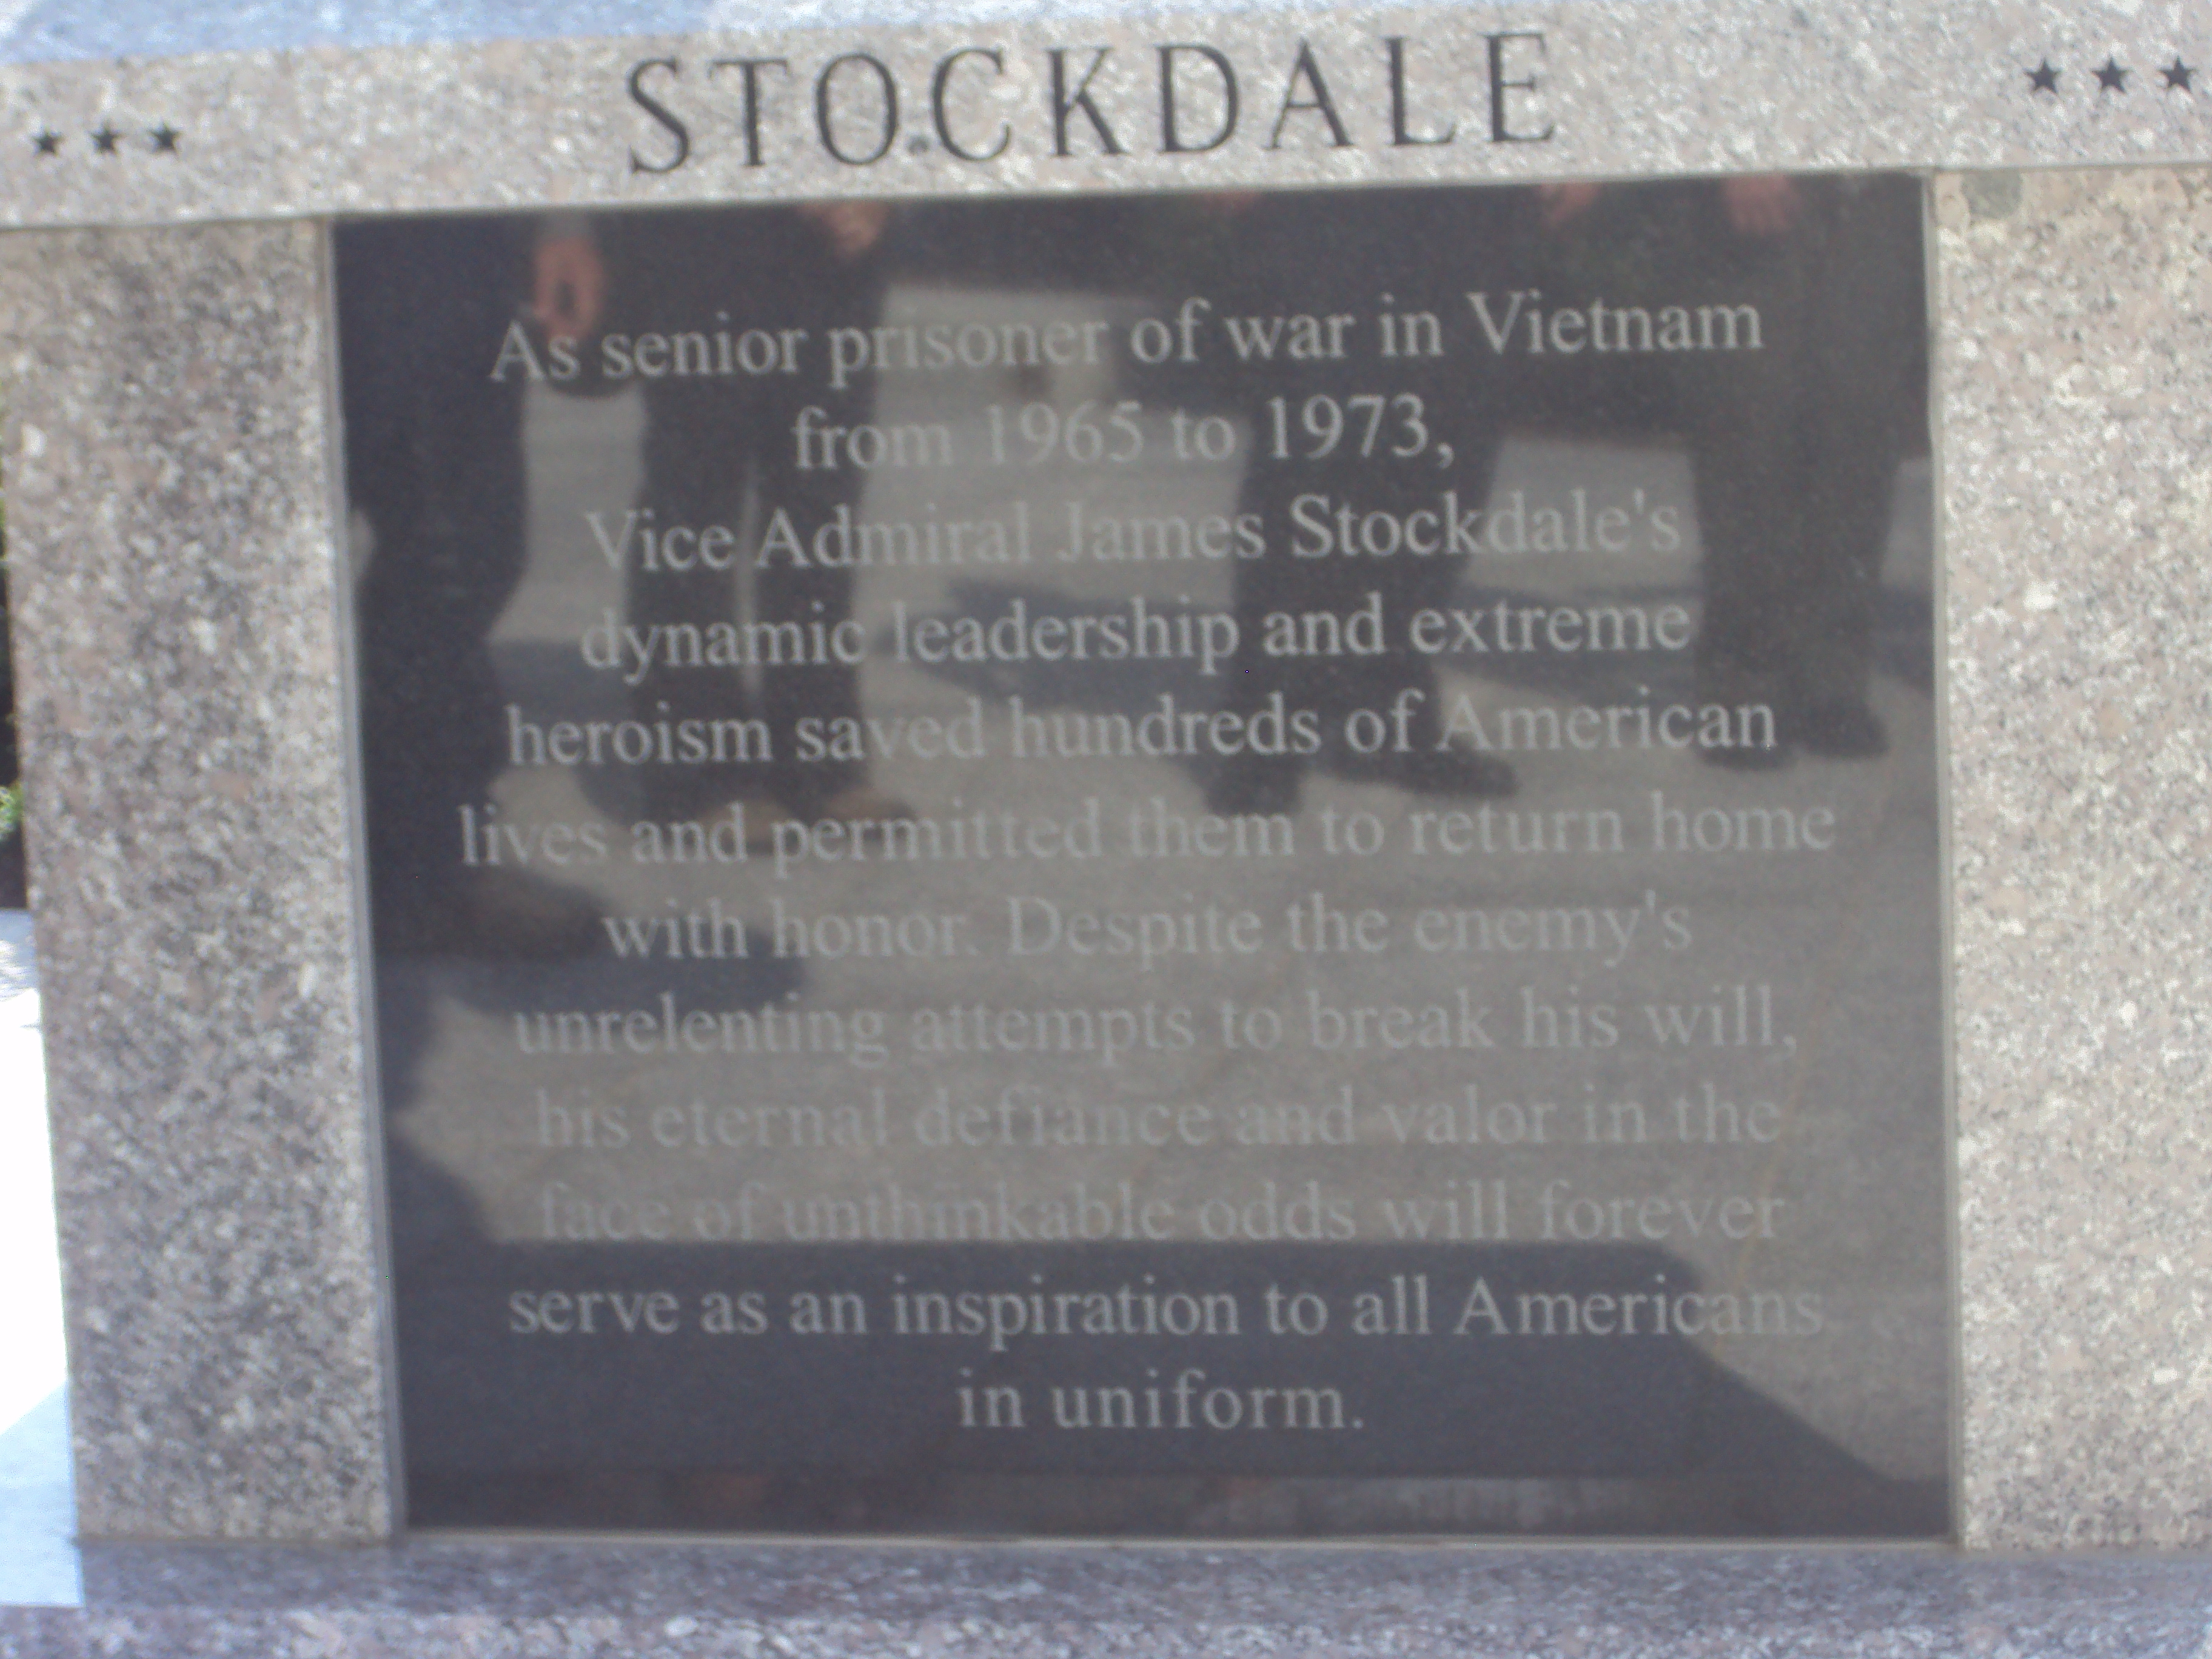 STOCKDALE
As senior prisoner of war in Vietnam
from 1965 to 1973,
Vice Admiral James Stockdale's
dynamic leadership and extreme
heroism saved hundreds of American
lives and permitted them to return home
with honor. Despite the enemy's
unrelenting attempts to break his will,
his eternal defiance and valor in the
face of unthinkable odds will forever
serve as an inspiration to all Americans
in uniform.